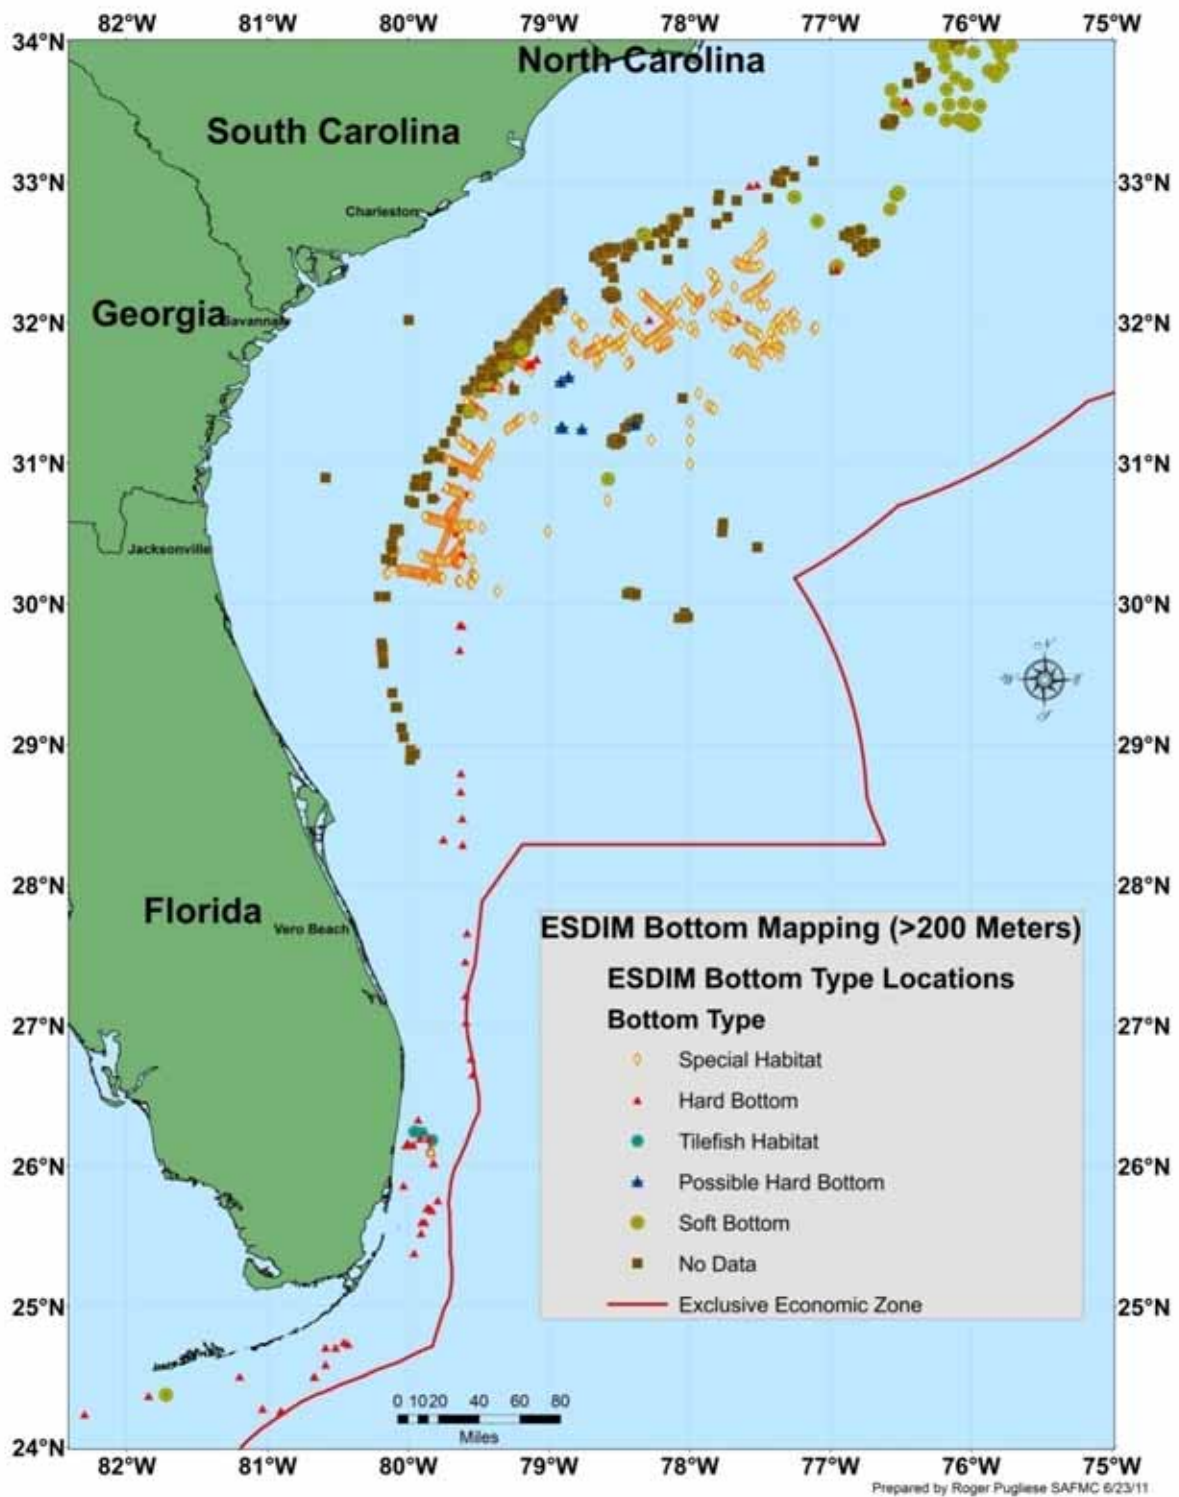 82°W 81°W 80°W 79°W 78°W 77°W 76°W 75°W
34°N
North Carolina
South Carolina
33°N 33°N
Charleston
Georgia
Savannah
32°N 32°N
31°N 31°N
Jacksonville
30°N 30°N
29°N 29°N
28°N 28°N
Florida
Vero Beach
ESDIM Bottom Mapping (>200 Meters)
ESDIM Bottom Type Locations
Bottom Type
27°N 27°N
Special Habitat
Hard Bottom
Tilefish Habitat
26°N 26°N
Possible Hard Bottom
Soft Bottom
No Data
25°N 25°N
Exclusive Economic Zone
0 10 20 40 60 80
Miles
24°N 24°N
82°W 81°W 80°W 79°W 78°W 77°W 76°W 75°W
Prepared by Roger Pugliese SAFMC 6/23/11